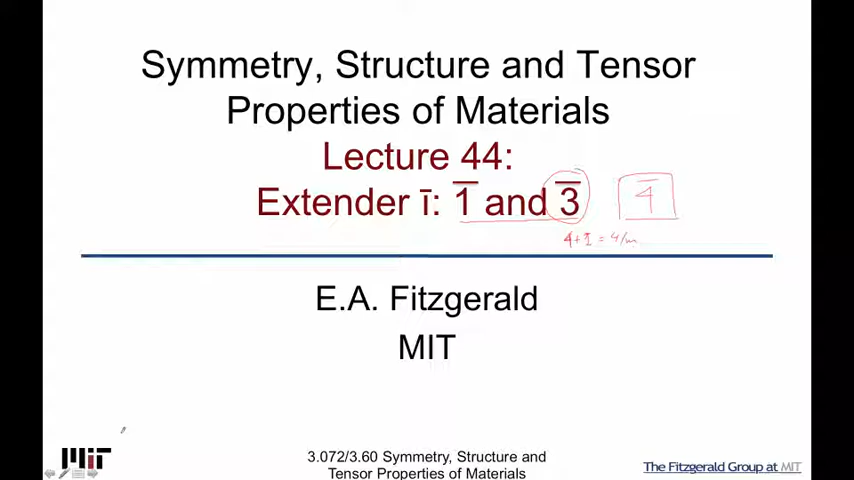 Symmetry, Structure and Tensor
Properties of Materials
Lecture 44:
Extender ī: 1̅ and 3̅
4̅
4+1̅ = 4/m
E.A. Fitzgerald
MIT
MIT
3.072/3.60 Symmetry, Structure and
Tensor Properties of Materials
The Fitzgerald Group at MIT